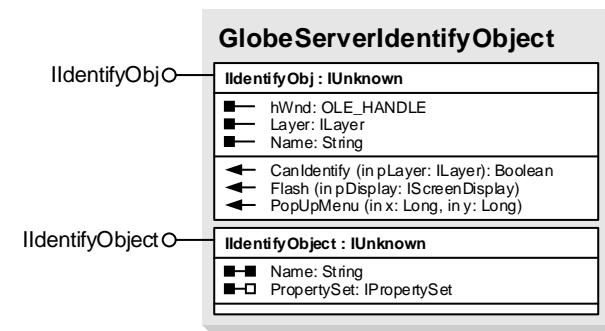 GlobeServerIdentifyObject
IIdentifyObj
IIdentifyObj : IUnknown
hWnd: OLE_HANDLE
Layer: ILayer
Name: String
CanIdentify (in pLayer: ILayer): Boolean
Flash (in pDisplay: IScreenDisplay)
PopUpMenu (in x: Long, in y: Long)
IIdentifyObject
IIdentifyObject : IUnknown
Name: String
PropertySet: IPropertySet